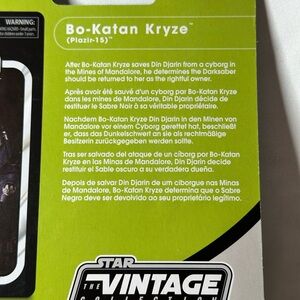 WARNING:
Bo-Katan Kryze™
(Plazir-15)™
After Bo-Katan Kryze saves Din Djarin from a cyborg in
the Mines of Mandalore, he determines the Darksaber
should be returned to her as the rightful owner.
Après avoir été sauvé d'un cyborg par Bo-Katan Kryze
dans les mines de Mandalore, Din Djarin décide de
restituer le Sabre Noir à sa véritable propriétaire.
Nachdem Bo-Katan Kryze Din Djarin in den Minen von
Mandalore vor einem Cyborg gerettet hat, beschließt
er, dass das Dunkelschwert an sie als rechtmäßige
Besitzerin zurückgegeben werden sollte.
Tras ser salvado del ataque de un cíborg por Bo-Katan
Kryze en las Minas de Mandalore, Din Djarin decide
restituir el Sable oscuro a su verdadera dueña.
Depois de salvar Din Djarin de um ciborgue nas Minas
de Mandalore, Bo-Katan Kryze determina que o Sabre
Negro deve ser devolvido ao seu proprietário legítimo.
STAR
THE VINTAGE
COLLECTION